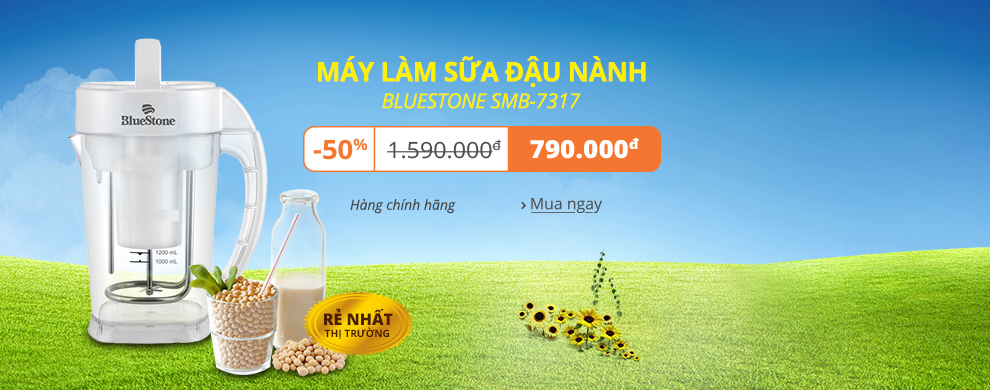 MÁY LÀM SỮA ĐẬU NÀNH
BLUESTONE SMB-7317
-50% 1.590.000đ 790.000đ
Hàng chính hãng › Mua ngay
BlueStone
1200 mL
1000 mL
RẺ NHẤT
THỊ TRƯỜNG